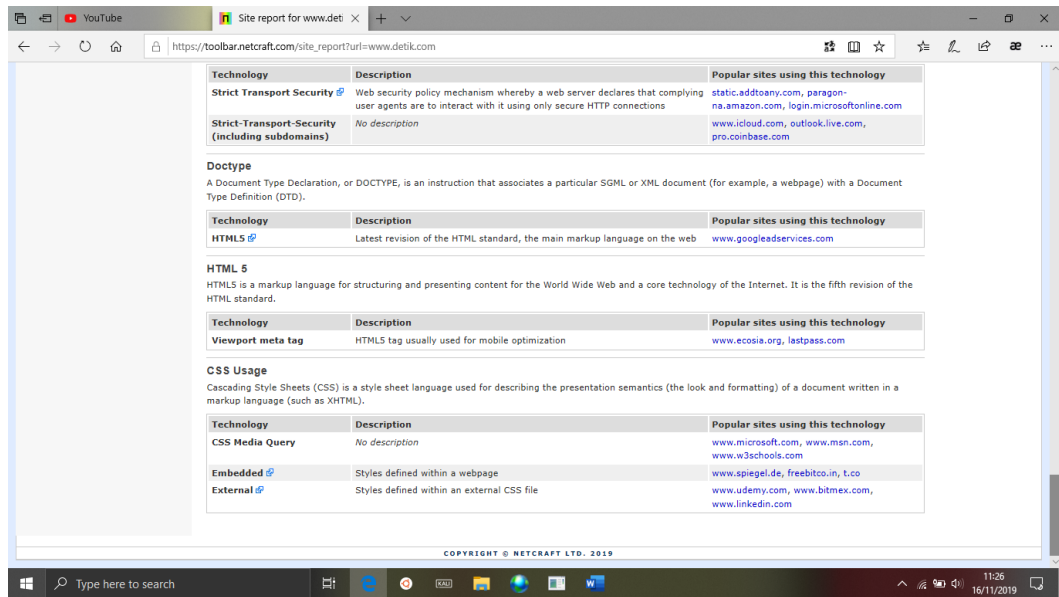 YouTube
Site report for www.deti
https://toolbar.netcraft.com/site_report?url=www.detik.com
Technology Description Popular sites using this technology
Strict Transport Security Web security policy mechanism whereby a web server declares that complying static.addtoany.com, paragon-
user agents are to interact with it using only secure HTTP connections na.amazon.com, login.microsoftonline.com
Strict-Transport-Security No description www.icloud.com, outlook.live.com,
(including subdomains) pro.coinbase.com
Doctype
A Document Type Declaration, or DOCTYPE, is an instruction that associates a particular SGML or XML document (for example, a webpage) with a Document
Type Definition (DTD).
Technology Description Popular sites using this technology
HTML5 Latest revision of the HTML standard, the main markup language on the web www.googleadservices.com
HTML 5
HTML5 is a markup language for structuring and presenting content for the World Wide Web and a core technology of the Internet. It is the fifth revision of the
HTML standard.
Technology Description Popular sites using this technology
Viewport meta tag HTML5 tag usually used for mobile optimization www.ecosia.org, lastpass.com
CSS Usage
Cascading Style Sheets (CSS) is a style sheet language used for describing the presentation semantics (the look and formatting) of a document written in a
markup language (such as XHTML).
Technology Description Popular sites using this technology
CSS Media Query No description www.microsoft.com, www.msn.com,
www.w3schools.com
Embedded Styles defined within a webpage www.spiegel.de, freebitco.in, t.co
External Styles defined within an external CSS file www.udemy.com, www.bitmex.com,
www.linkedin.com
COPYRIGHT © NETCRAFT LTD. 2019
Type here to search
KALI
11:26
16/11/2019